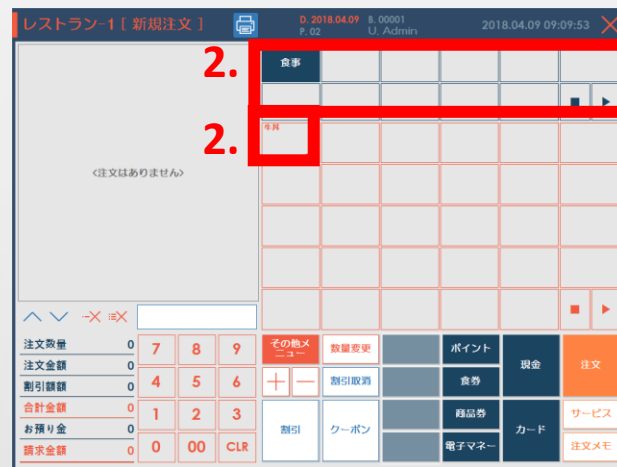 レストラン-1 [ 新規注文 ]
D. 2018.04.09 B. 00001
P. 02 U. Admin
2018.04.09 09:09:53
2.
食事
2.
牛丼
<注文はありません>
注文数量 0
注文金額 0
割引額額 0
合計金額 0
お預り金 0
請求金額 0
7 8 9
4 5 6
1 2 3
0 00 CLR
その他メ
ニュー
数量変更
ポイント
現金
注文
割引取消
食券
割引
クーポン
商品券
カード
サービス
電子マネー
注文メモ